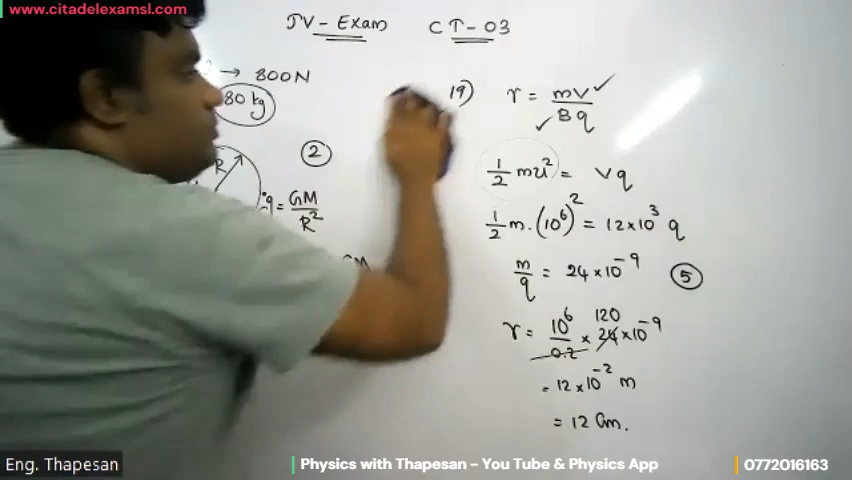 www.citadelexamsl.com
JV - Exam CT-03
→ 800N
80 kg
R
②
g = GM/R²
GM
19) r = mv/Bq
½ mu² = Vq
½ m.(10⁶)² = 12×10³ q
m/q = 24×10⁻⁹ ⑤
r = 10⁶/0.2 × 24×10⁻⁹
120
= 12×10⁻² m
= 12 Cm.
Eng. Thapesan
Physics with Thapesan – You Tube & Physics App
0772016163